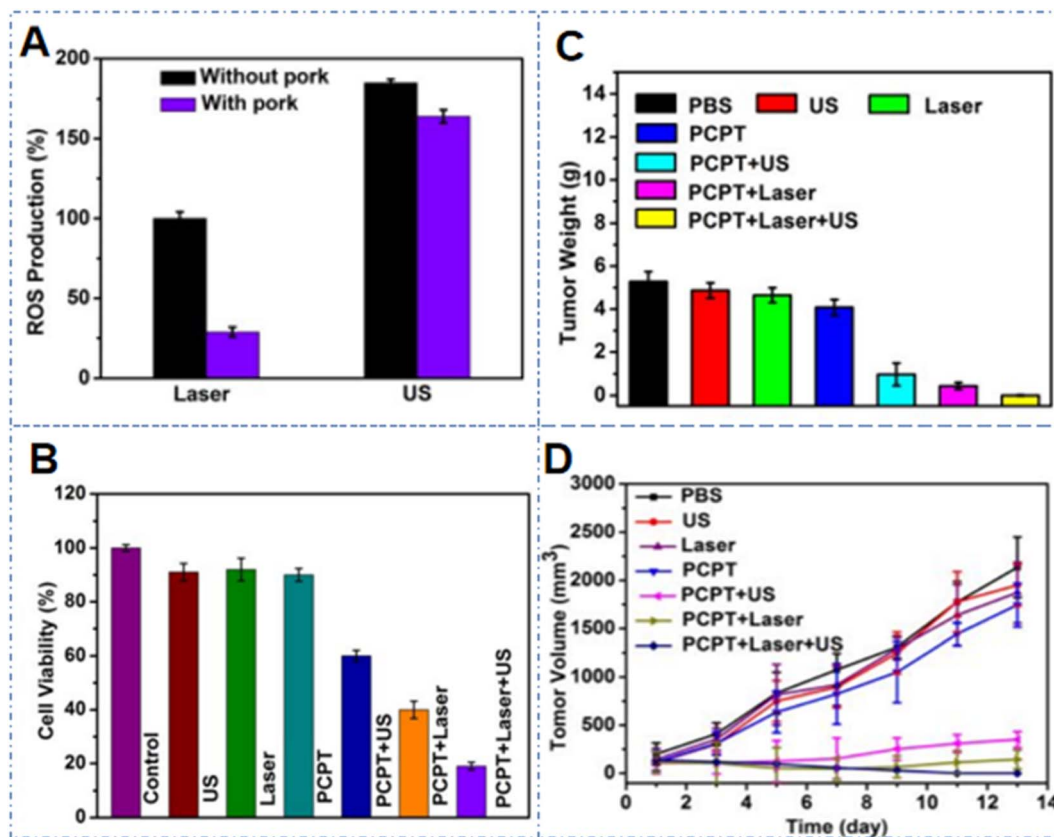 A
200
150
100
50
0
ROS Production (%)
Without pork
With pork
Laser
US
C
14
12
10
8
6
4
2
0
Tumor Weight (g)
PBS
US
Laser
PCPT
PCPT+US
PCPT+Laser
PCPT+Laser+US
B
120
100
80
60
40
20
0
Cell Viability (%)
Control
US
Laser
PCPT
PCPT+US
PCPT+Laser
PCPT+Laser+US
D
3000
2500
2000
1500
1000
500
0
Tomor Volume (mm³)
PBS
US
Laser
PCPT
PCPT+US
PCPT+Laser
PCPT+Laser+US
0 2 4 6 8 10 12 14
Time (day)